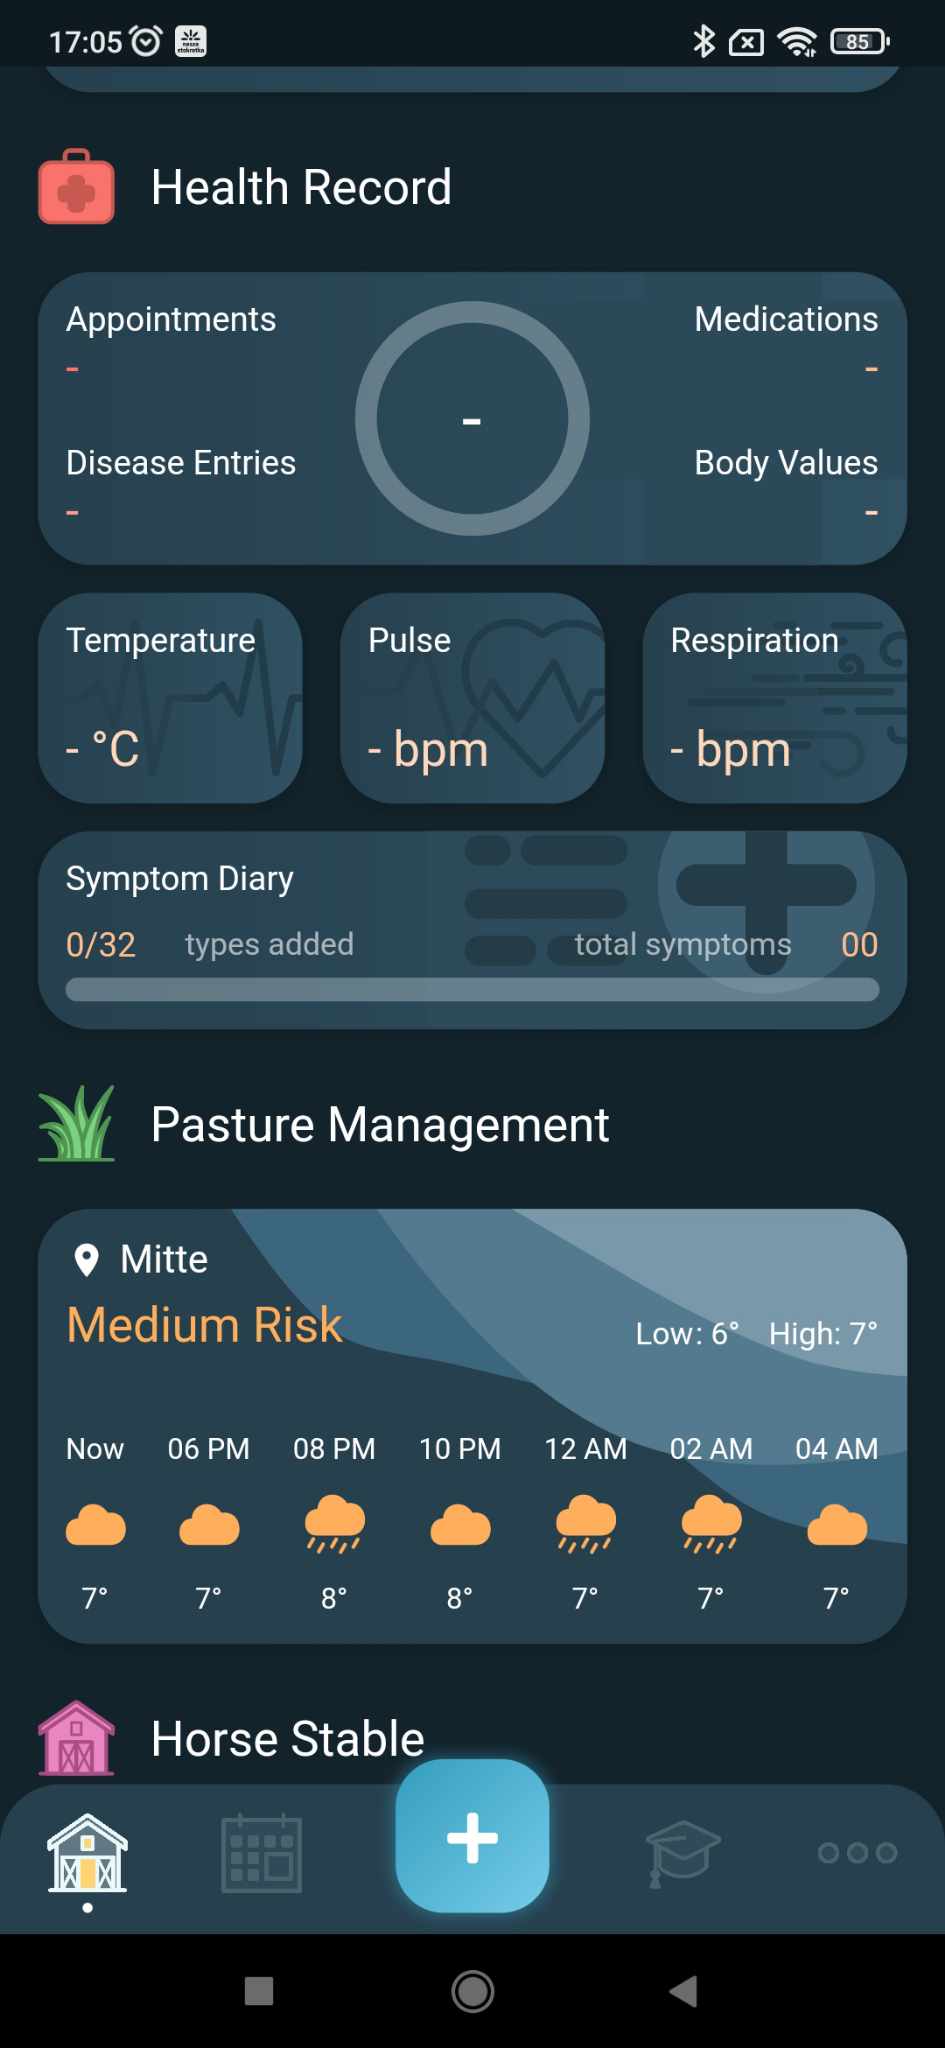 17:05
85
Health Record
Appointments
Medications
-
-
-
Disease Entries
Body Values
-
-
Temperature
Pulse
Respiration
- °C
- bpm
- bpm
Symptom Diary
0/32 types added total symptoms 00
Pasture Management
Mitte
Medium Risk
Low: 6° High: 7°
Now 06 PM 08 PM 10 PM 12 AM 02 AM 04 AM
7° 7° 8° 8° 7° 7° 7°
Horse Stable